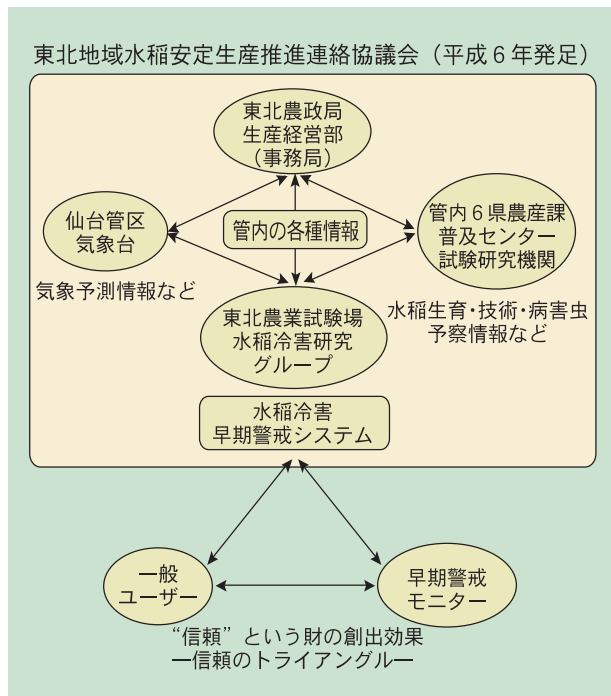 東北地域水稲安定生産推進連絡協議会（平成6年発足）
東北農政局
生産経営部
（事務局）
仙台管区
気象台
管内の各種情報
管内6県農産課
普及センター
試験研究機関
気象予測情報など
水稲生育・技術・病害虫
予察情報など
東北農業試験場
水稲冷害研究
グループ
水稲冷害
早期警戒システム
一般
ユーザー
早期警戒
モニター
“信頼”という財の創出効果
―信頼のトライアングル―